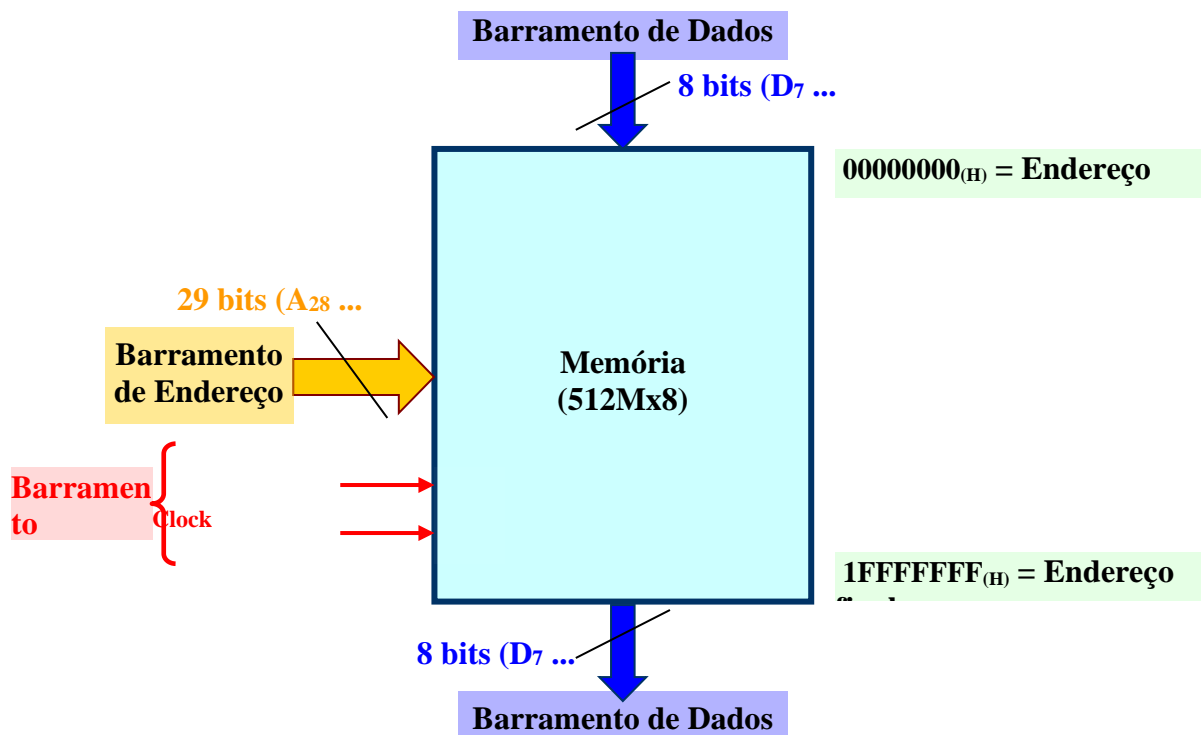 Barramento de Dados
8 bits (D7 ...
00000000(H) = Endereço
29 bits (A28 ...
Barramento
de Endereço
Memória
(512Mx8)
Barramen
to
Clock
1FFFFFFF(H) = Endereço
8 bits (D7 ...
Barramento de Dados